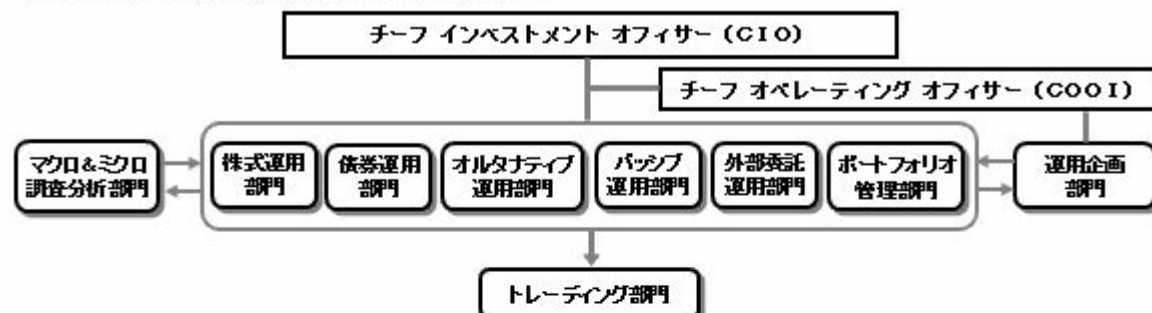 チーフ インベストメント オフィサー (CIO)
チーフ オペレーティング オフィサー (COOI)
マクロ&ミクロ
調査分析部門
株式運用
部門
債券運用
部門
オルタナティブ
運用部門
パッシブ
運用部門
外部委託
運用部門
ポートフォリオ
管理部門
運用企画
部門
トレーディング部門